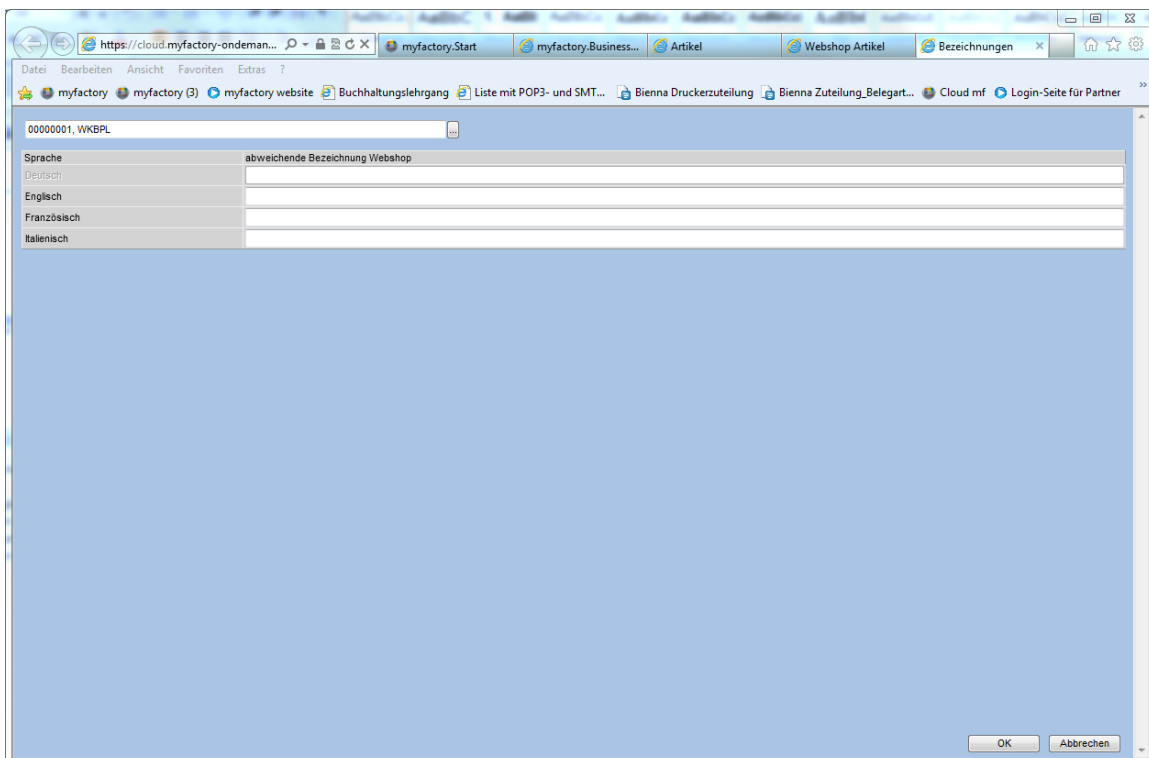 https://cloud.myfactory-ondeman... myfactory.Start myfactory.Business... Artikel Webshop Artikel Bezeichnungen
Datei Bearbeiten Ansicht Favoriten Extras ?
myfactory myfactory (3) myfactory website Buchhaltungslehrgang Liste mit POP3- und SMT... Bienna Druckerzuteilung Bienna Zuteilung_Belegart... Cloud mf Login-Seite für Partner
00000001, WKBPL ...
Sprache abweichende Bezeichnung Webshop
Deutsch
Englisch
Französisch
Italienisch
OK Abbrechen